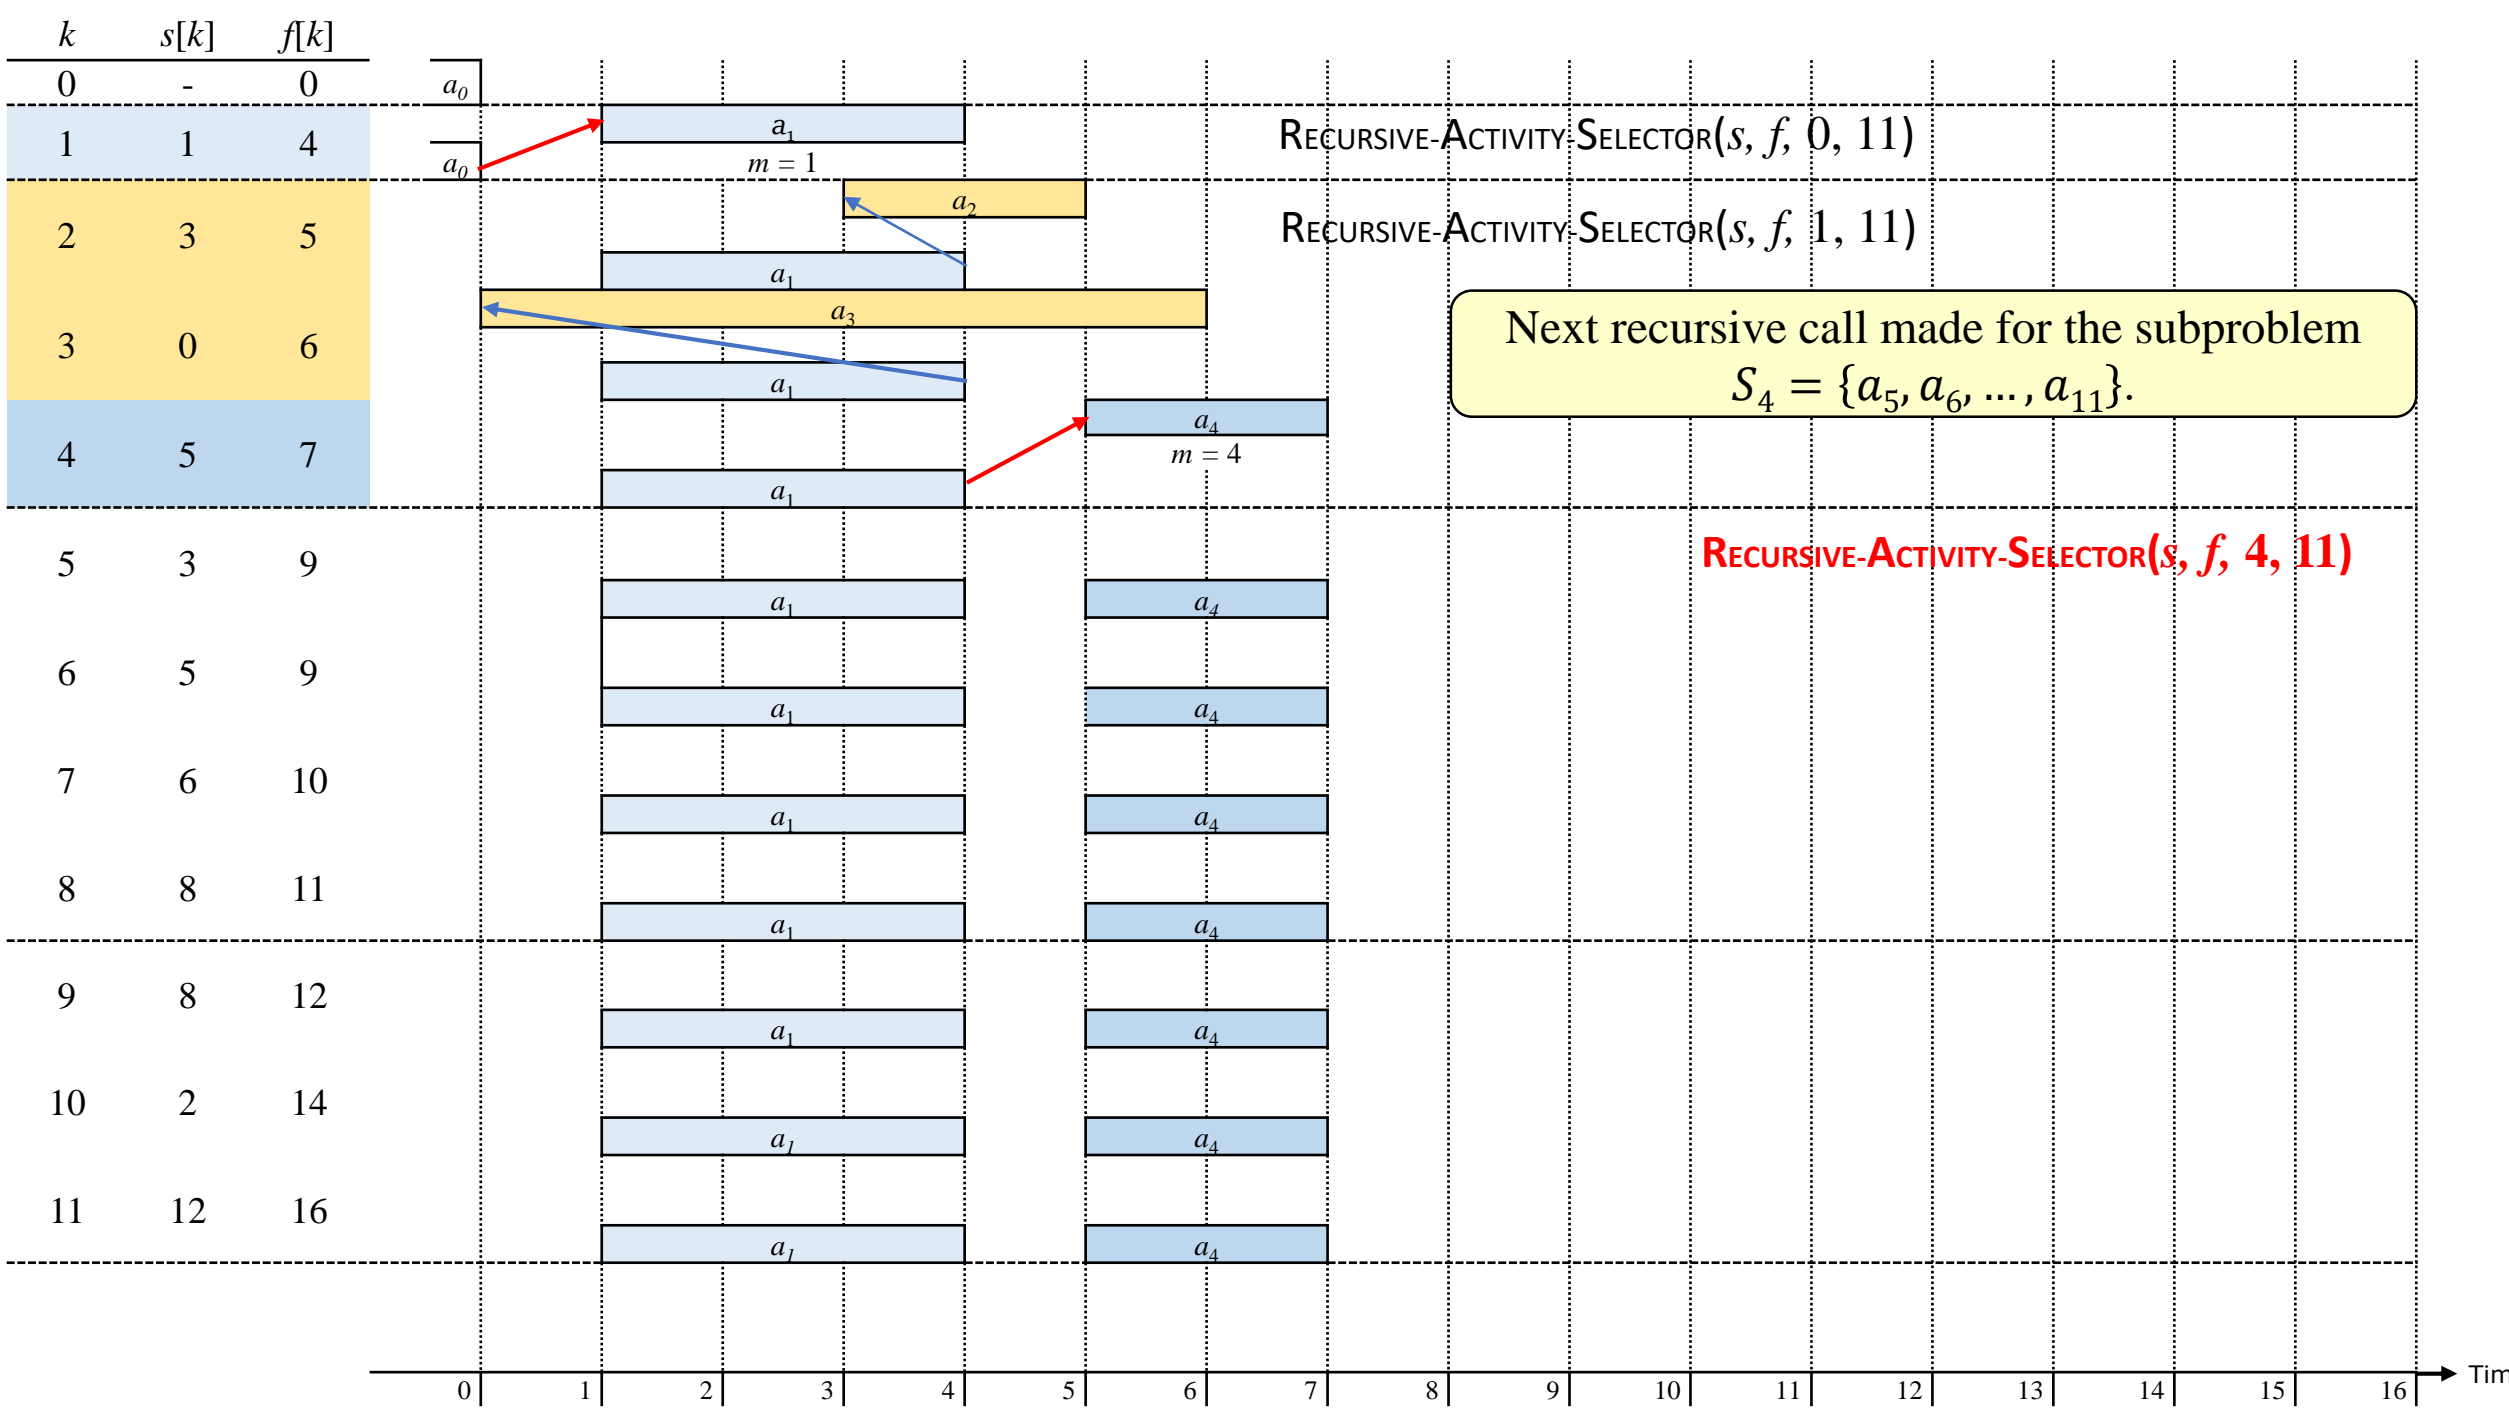 k s[k] f[k]
0 - 0 a0
1 1 4 a1 RECURSIVE-ACTIVITY-SELECTOR(s, f, 0, 11)
a0 m = 1
a2
2 3 5 RECURSIVE-ACTIVITY-SELECTOR(s, f, 1, 11)
a1
a3 Next recursive call made for the subproblem
3 0 6
a1 S4 = {a5, a6, … , a11}.
a4
4 5 7 m = 4
a1
5 3 9 RECURSIVE-ACTIVITY-SELECTOR(s, f, 4, 11)
a1 a4
6 5 9
a1 a4
7 6 10
a1 a4
8 8 11
a1 a4
9 8 12
a1 a4
10 2 14
a1 a4
11 12 16
a1 a4
0 1 2 3 4 5 6 7 8 9 10 11 12 13 14 15 16 Tim